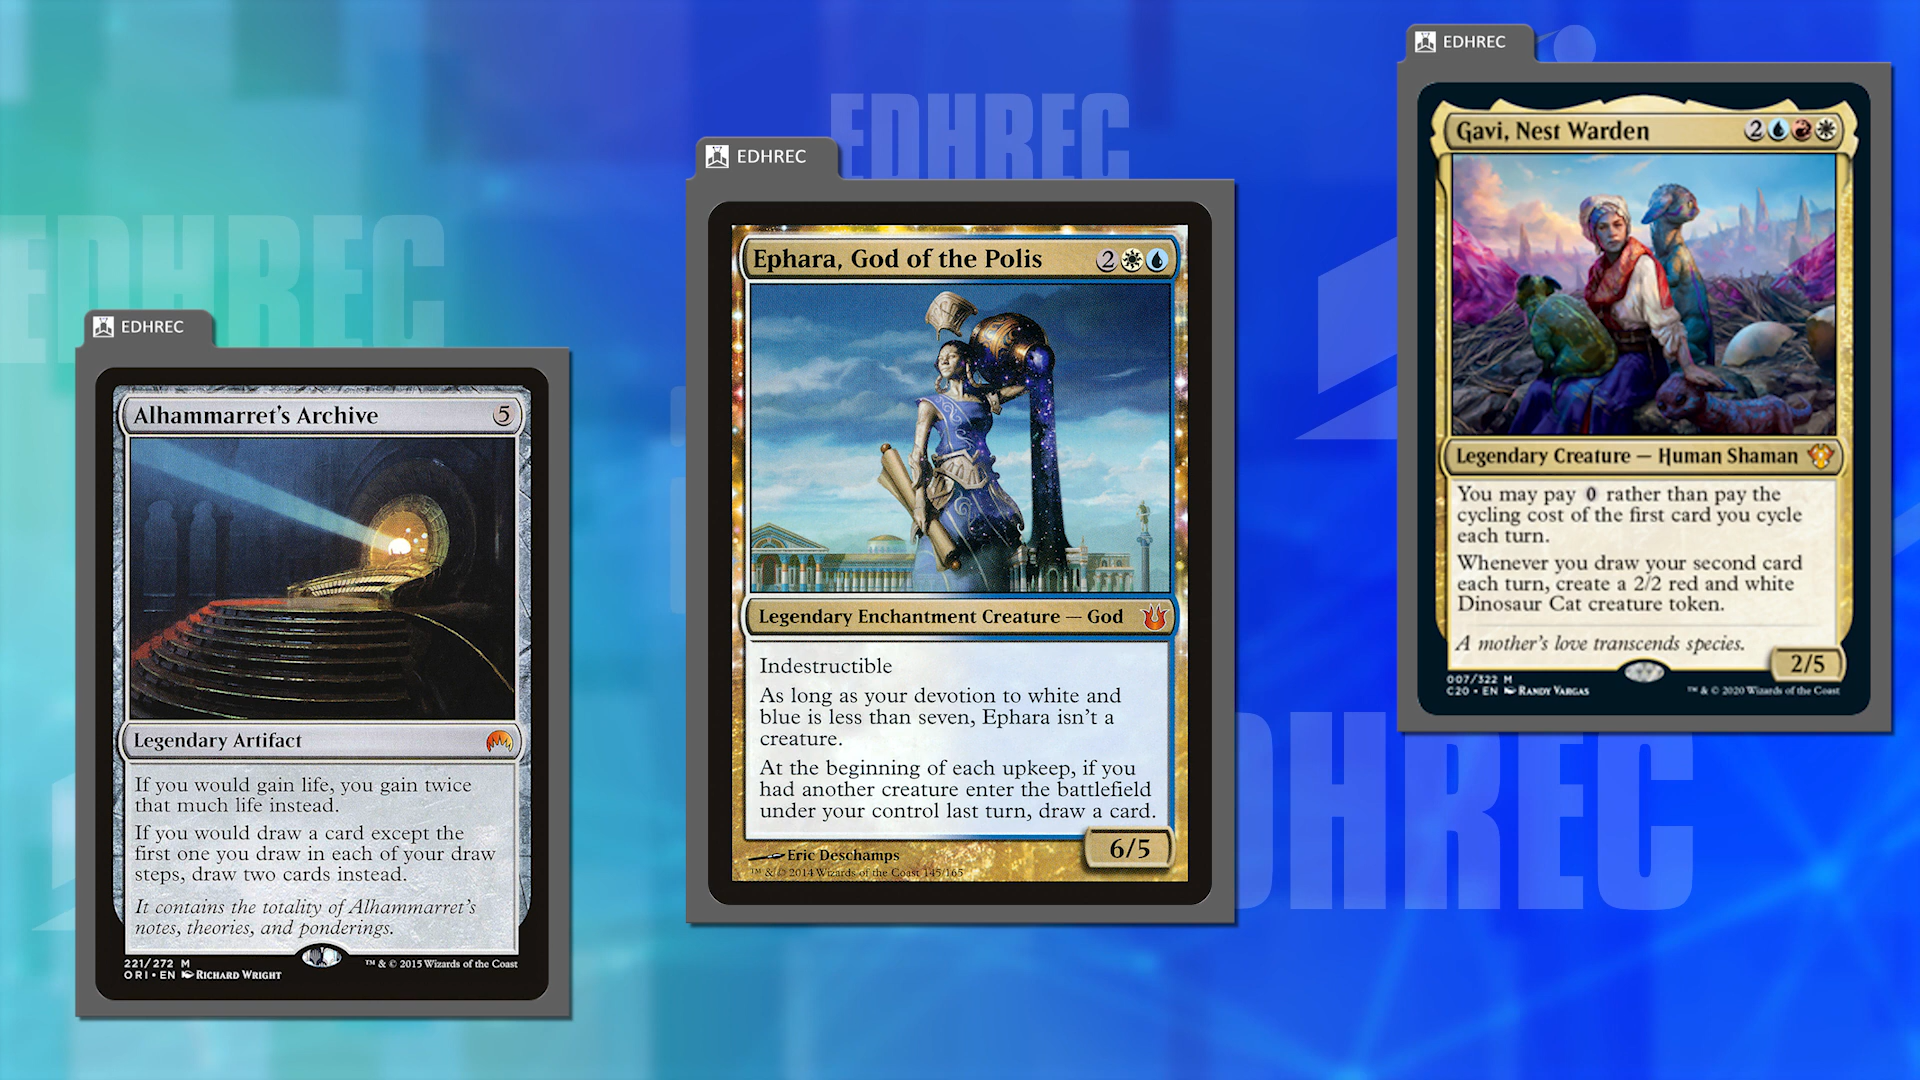 EDHREC
Alhammarret's Archive 5
Legendary Artifact
If you would gain life, you gain twice
that much life instead.
If you would draw a card except the
first one you draw in each of your draw
steps, draw two cards instead.
It contains the totality of Alhammarret's
notes, theories, and ponderings.
221/272 M
ORI • EN RICHARD WRIGHT
™ & © 2015 Wizards of the Coast
EDHREC
Ephara, God of the Polis 2
Legendary Enchantment Creature — God
Indestructible
As long as your devotion to white and
blue is less than seven, Ephara isn't a
creature.
At the beginning of each upkeep, if you
had another creature enter the battlefield
under your control last turn, draw a card.
6/5
Eric Deschamps
™ & © 2014 Wizards of the Coast 145/165
EDHREC
Gavi, Nest Warden 2
Legendary Creature — Human Shaman
You may pay 0 rather than pay the
cycling cost of the first card you cycle
each turn.
Whenever you draw your second card
each turn, create a 2/2 red and white
Dinosaur Cat creature token.
A mother's love transcends species.
2/5
007/322 M
C20 • EN RANDY VARGAS
™ & © 2020 Wizards of the Coast
EDHREC
EDHREC
DHREC